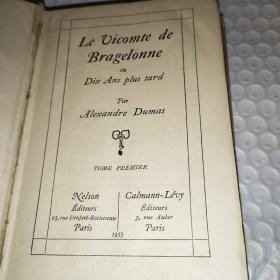 Le Vicomte de
Bragelonne
ou
Dix Ans plus tard
Par
Alexandre Dumas
TOME PREMIER
Nelson
Éditeurs
25, rue Denfert-Rochereau
Paris
Calmann-Lévy
Éditeurs
3, rue Auber
Paris
1933